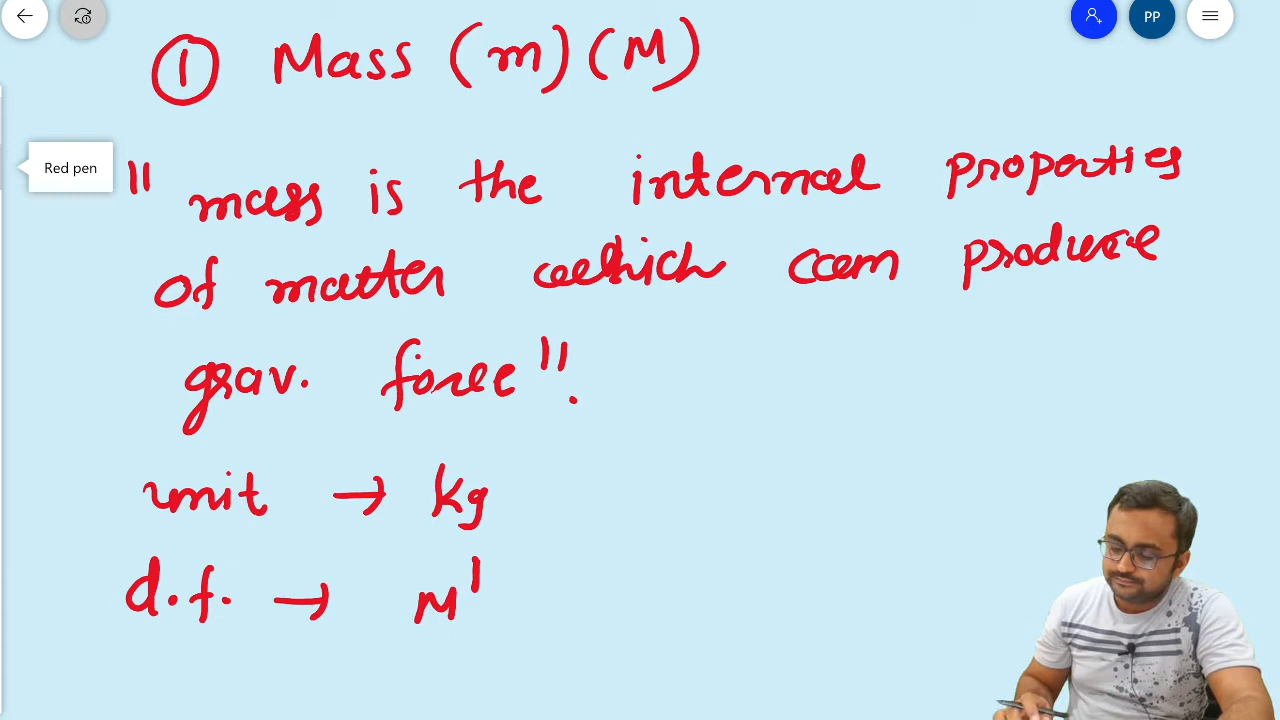 PP
① Mass (m) (M)
Red pen
" mass is the internal properties
of matter which can produce
grav. force".
unit → kg
d.f. → M¹